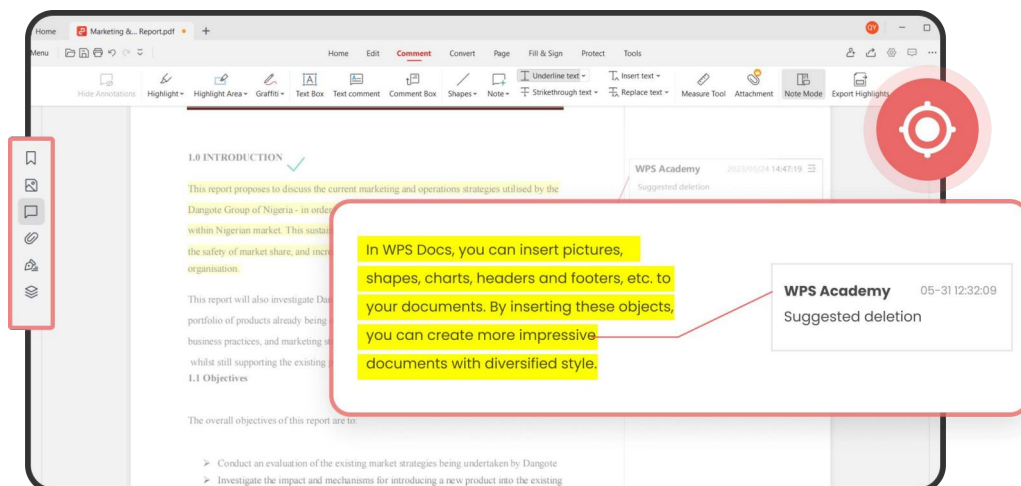 Home
Marketing &... Report.pdf
QY
Menu
Home Edit Comment Convert Page Fill & Sign Protect Tools
Hide Annotations Highlight Highlight Area Graffiti Text Box Text comment Comment Box Shapes Note Underline text Strikethrough text Insert text Replace text Measure Tool Attachment Note Mode Export Highlights
1.0 INTRODUCTION
This report proposes to discuss the current marketing and operations strategies utilised by the
Dangote Group of Nigeria - in order
within Nigerian market. This
the safety of market share, and
organisation.
This report will also investigate
portfolio of products already being
business practices, and marketing
whilst still supporting the existing
1.1 Objectives
The overall objectives of this report are to:
➢ Conduct an evaluation of the existing market strategies being undertaken by Dangote
➢ Investigate the impact and mechanisms for introducing a new product into the existing
WPS Academy 2022/05/24 14:47:19
Suggested deletion
In WPS Docs, you can insert pictures,
shapes, charts, headers and footers, etc. to
your documents. By inserting these objects,
you can create more impressive
documents with diversified style.
WPS Academy 05-31 12:32:09
Suggested deletion